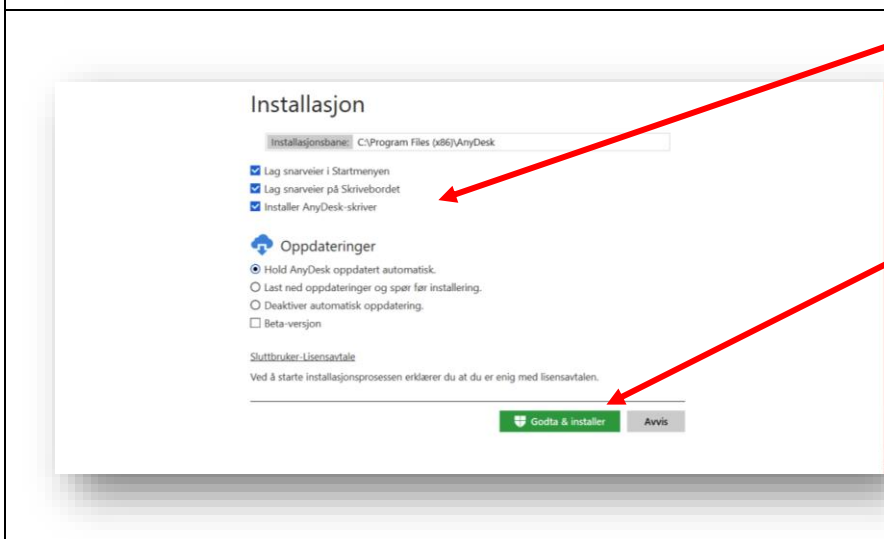 Installasjon
Installasjonsbane: C:\Program Files (x86)\AnyDesk
Lag snarveier i Startmenyen
Lag snarveier på Skrivebordet
Installer AnyDesk-skriver
Oppdateringer
Hold AnyDesk oppdatert automatisk.
Last ned oppdateringer og spør før installering.
Deaktiver automatisk oppdatering.
Beta-versjon
Sluttbruker-Lisensavtale
Ved å starte installasjonsprosessen erklærer du at du er enig med lisensavtalen.
Godta & installer Avvis